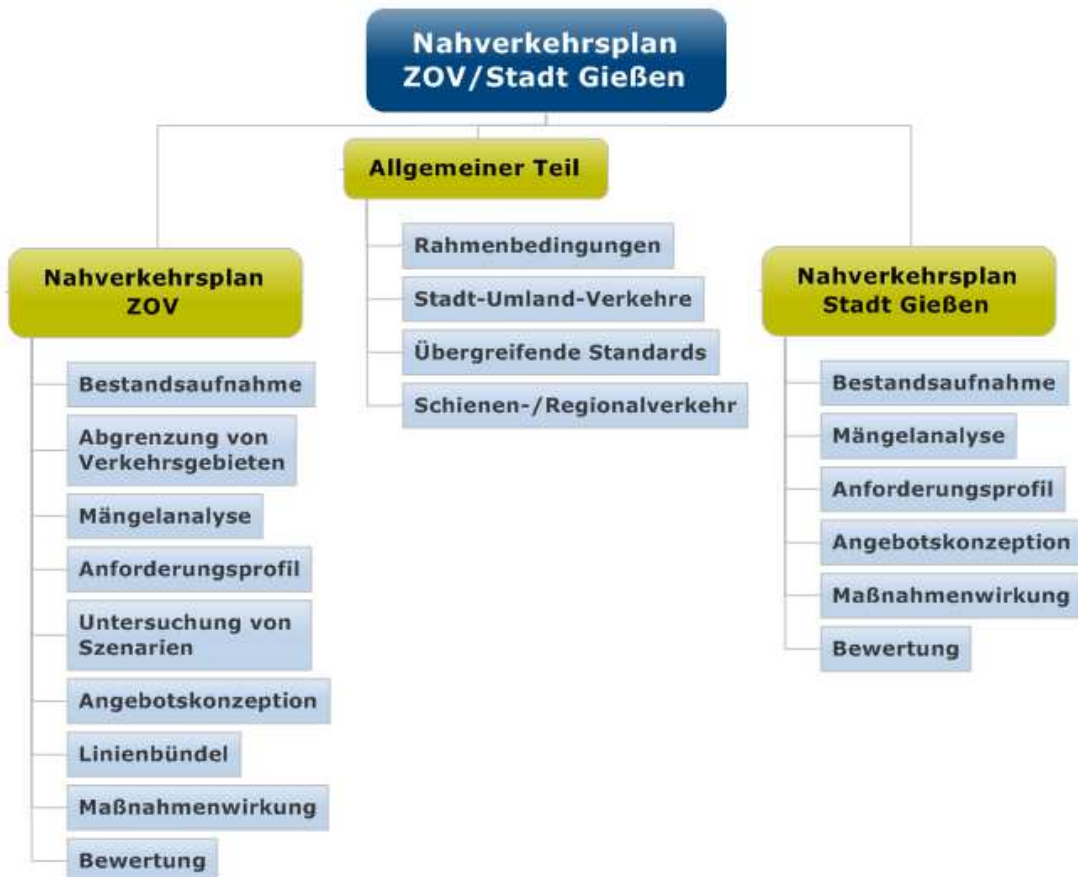 Nahverkehrsplan
ZOV/Stadt Gießen
Allgemeiner Teil
Rahmenbedingungen
Stadt-Umland-Verkehre
Übergreifende Standards
Schienen-/Regionalverkehr
Nahverkehrsplan
ZOV
Bestandsaufnahme
Abgrenzung von
Verkehrsgebieten
Mängelanalyse
Anforderungsprofil
Untersuchung von
Szenarien
Angebotskonzeption
Linienbündel
Maßnahmenwirkung
Bewertung
Nahverkehrsplan
Stadt Gießen
Bestandsaufnahme
Mängelanalyse
Anforderungsprofil
Angebotskonzeption
Maßnahmenwirkung
Bewertung